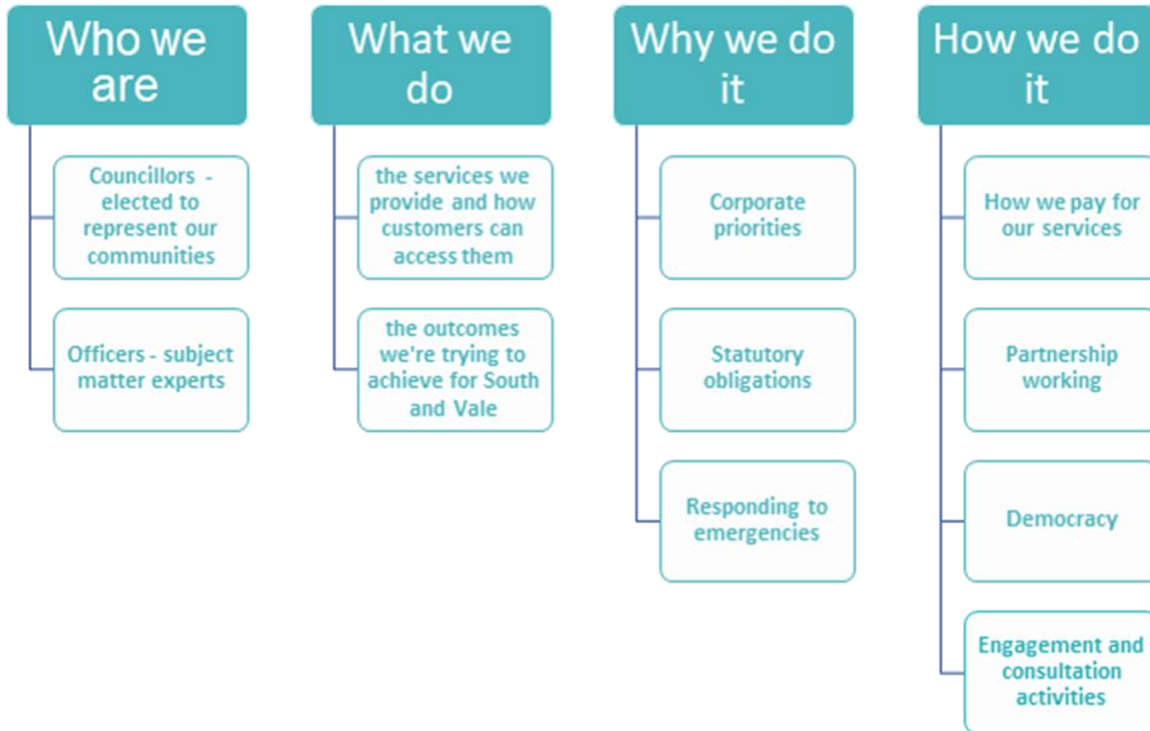 Who we
are
Councillors -
elected to
represent our
communities
Officers - subject
matter experts
What we
do
the services we
provide and how
customers can
access them
the outcomes
we're trying to
achieve for South
and Vale
Why we do
it
Corporate
priorities
Statutory
obligations
Responding to
emergencies
How we do
it
How we pay for
our services
Partnership
working
Democracy
Engagement and
consultation
activities